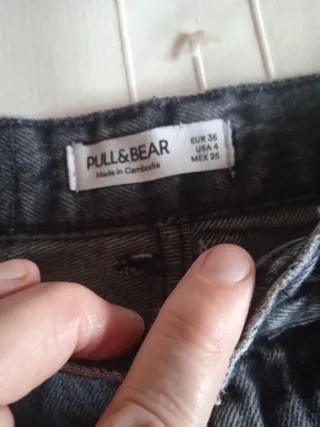 PULL&BEAR
Made in Cambodia
EUR 36
USA 4
MEX 26